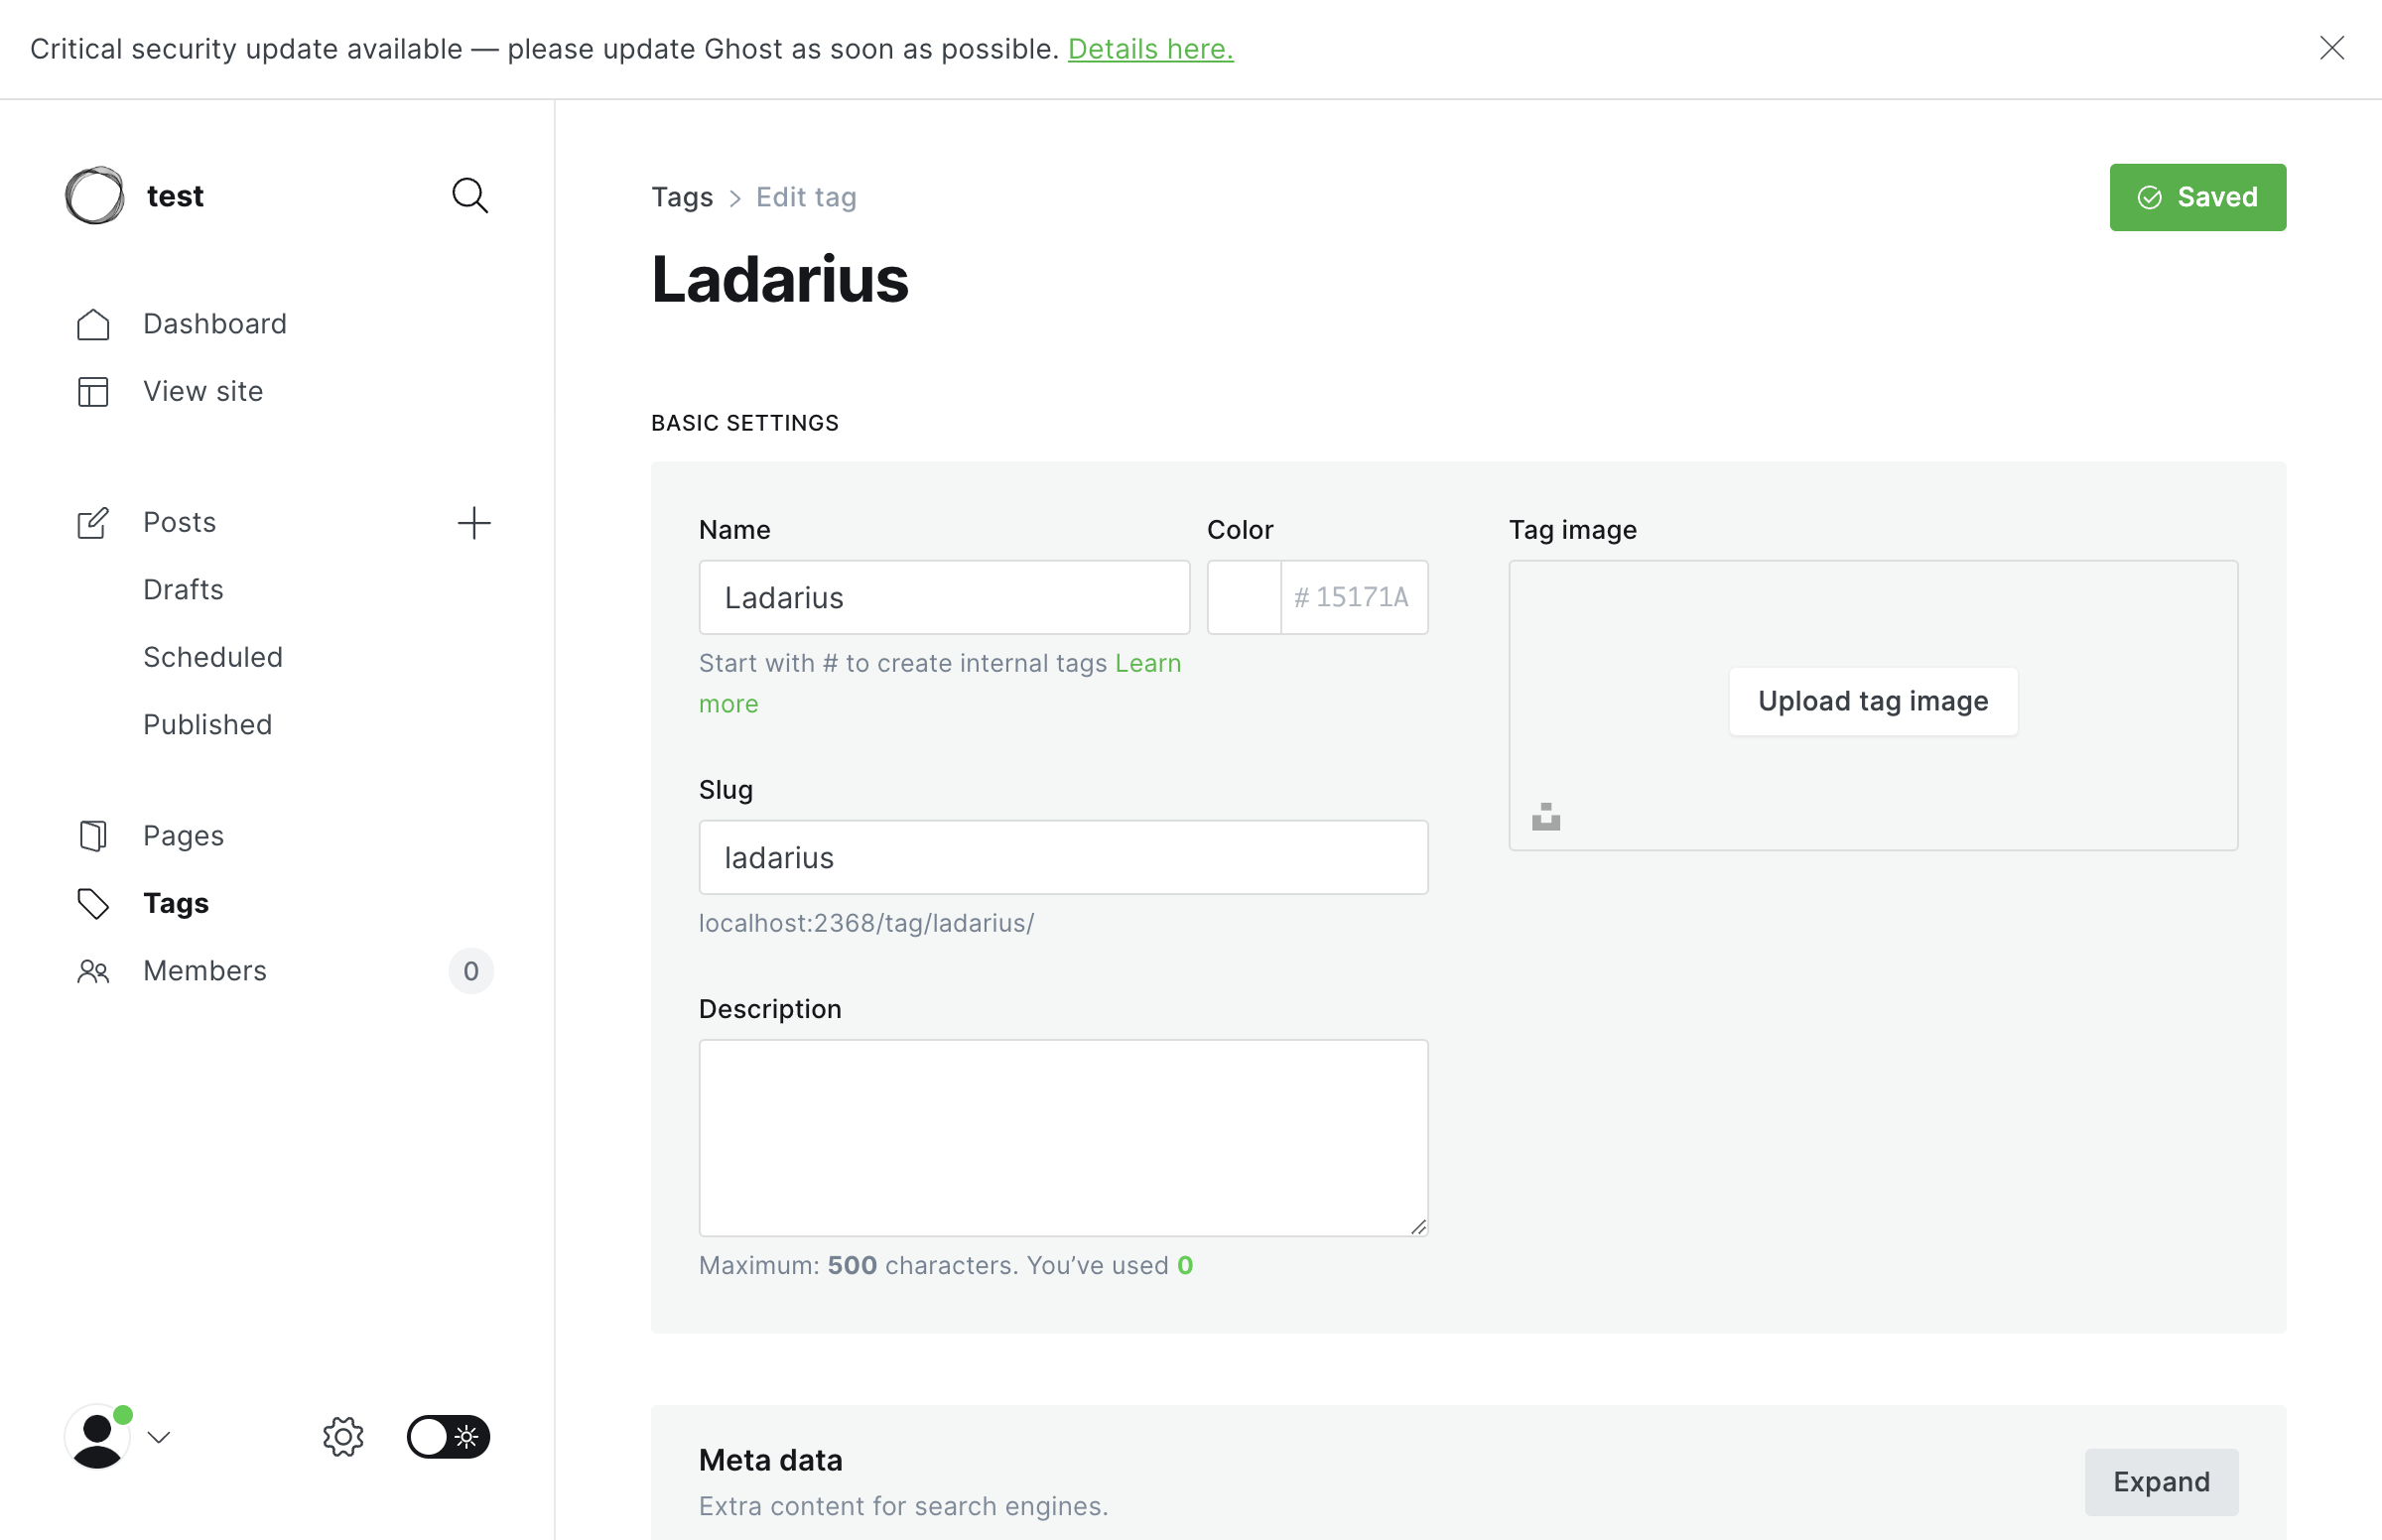 Critical security update available — please update Ghost as soon as possible. Details here.
test
Dashboard
View site
Posts
Drafts
Scheduled
Published
Pages
Tags
Members 0
Tags > Edit tag
Saved
Ladarius
BASIC SETTINGS
Name
Ladarius
Start with # to create internal tags Learn
more
Color
# 15171A
Slug
ladarius
localhost:2368/tag/ladarius/
Description
Maximum: 500 characters. You’ve used 0
Tag image
Upload tag image
Meta data
Extra content for search engines.
Expand